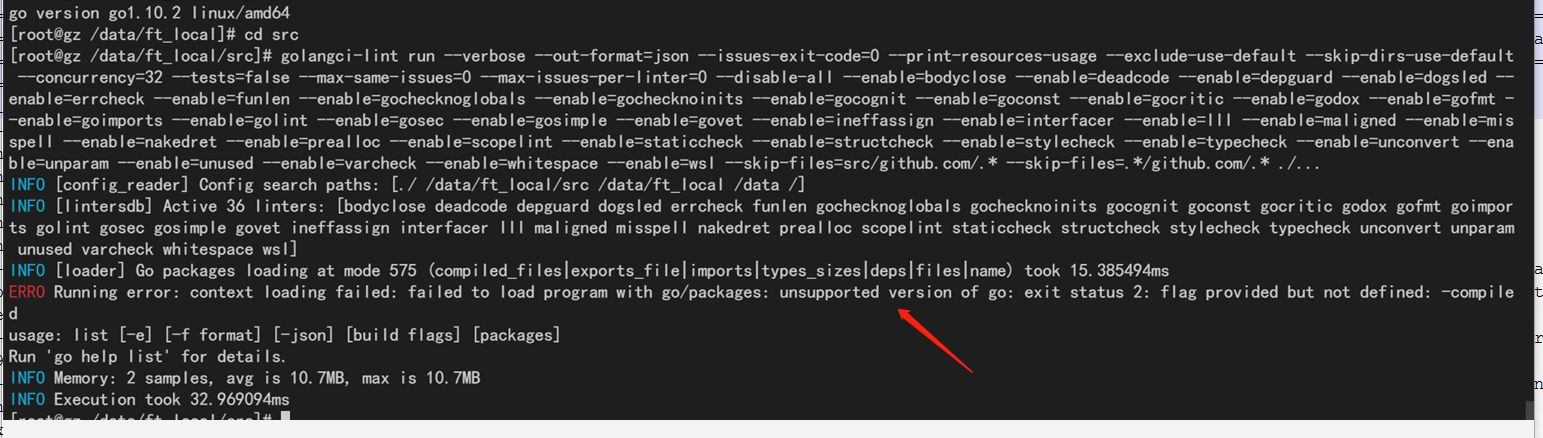 go version go1.10.2 linux/amd64
[root@gz /data/ft_local]# cd src
[root@gz /data/ft_local/src]# golangci-lint run --verbose --out-format=json --issues-exit-code=0 --print-resources-usage --exclude-use-default --skip-dirs-use-default
--concurrency=32 --tests=false --max-same-issues=0 --max-issues-per-linter=0 --disable-all --enable=bodyclose --enable=deadcode --enable=depguard --enable=dogsled --
enable=errcheck --enable=funlen --enable=gochecknoglobals --enable=gochecknoinits --enable=gocognit --enable=goconst --enable=gocritic --enable=godox --enable=gofmt -
-enable=goimports --enable=golint --enable=gosec --enable=gosimple --enable=govet --enable=ineffassign --enable=interfacer --enable=lll --enable=maligned --enable=mis
spell --enable=nakedret --enable=prealloc --enable=scopelint --enable=staticcheck --enable=structcheck --enable=stylecheck --enable=typecheck --enable=unconvert --ena
ble=unparam --enable=unused --enable=varcheck --enable=whitespace --enable=wsl --skip-files=src/github.com/.* --skip-files=.*/github.com/.* ./...
INFO [config_reader] Config search paths: [./ /data/ft_local/src /data/ft_local /data /]
INFO [lintersdb] Active 36 linters: [bodyclose deadcode depguard dogsled errcheck funlen gochecknoglobals gochecknoinits gocognit goconst gocritic godox gofmt goimpor
ts golint gosec gosimple govet ineffassign interfacer lll maligned misspell nakedret prealloc scopelint staticcheck structcheck stylecheck typecheck unconvert unparam
unused varcheck whitespace wsl]
INFO [loader] Go packages loading at mode 575 (compiled_files|exports_file|imports|types_sizes|deps|files|name) took 15.385494ms
ERRO Running error: context loading failed: failed to load program with go/packages: unsupported version of go: exit status 2: flag provided but not defined: -compile
d
usage: list [-e] [-f format] [-json] [build flags] [packages]
Run 'go help list' for details.
INFO Memory: 2 samples, avg is 10.7MB, max is 10.7MB
INFO Execution took 32.969094ms
[root@gz /data/ft_local/src]#